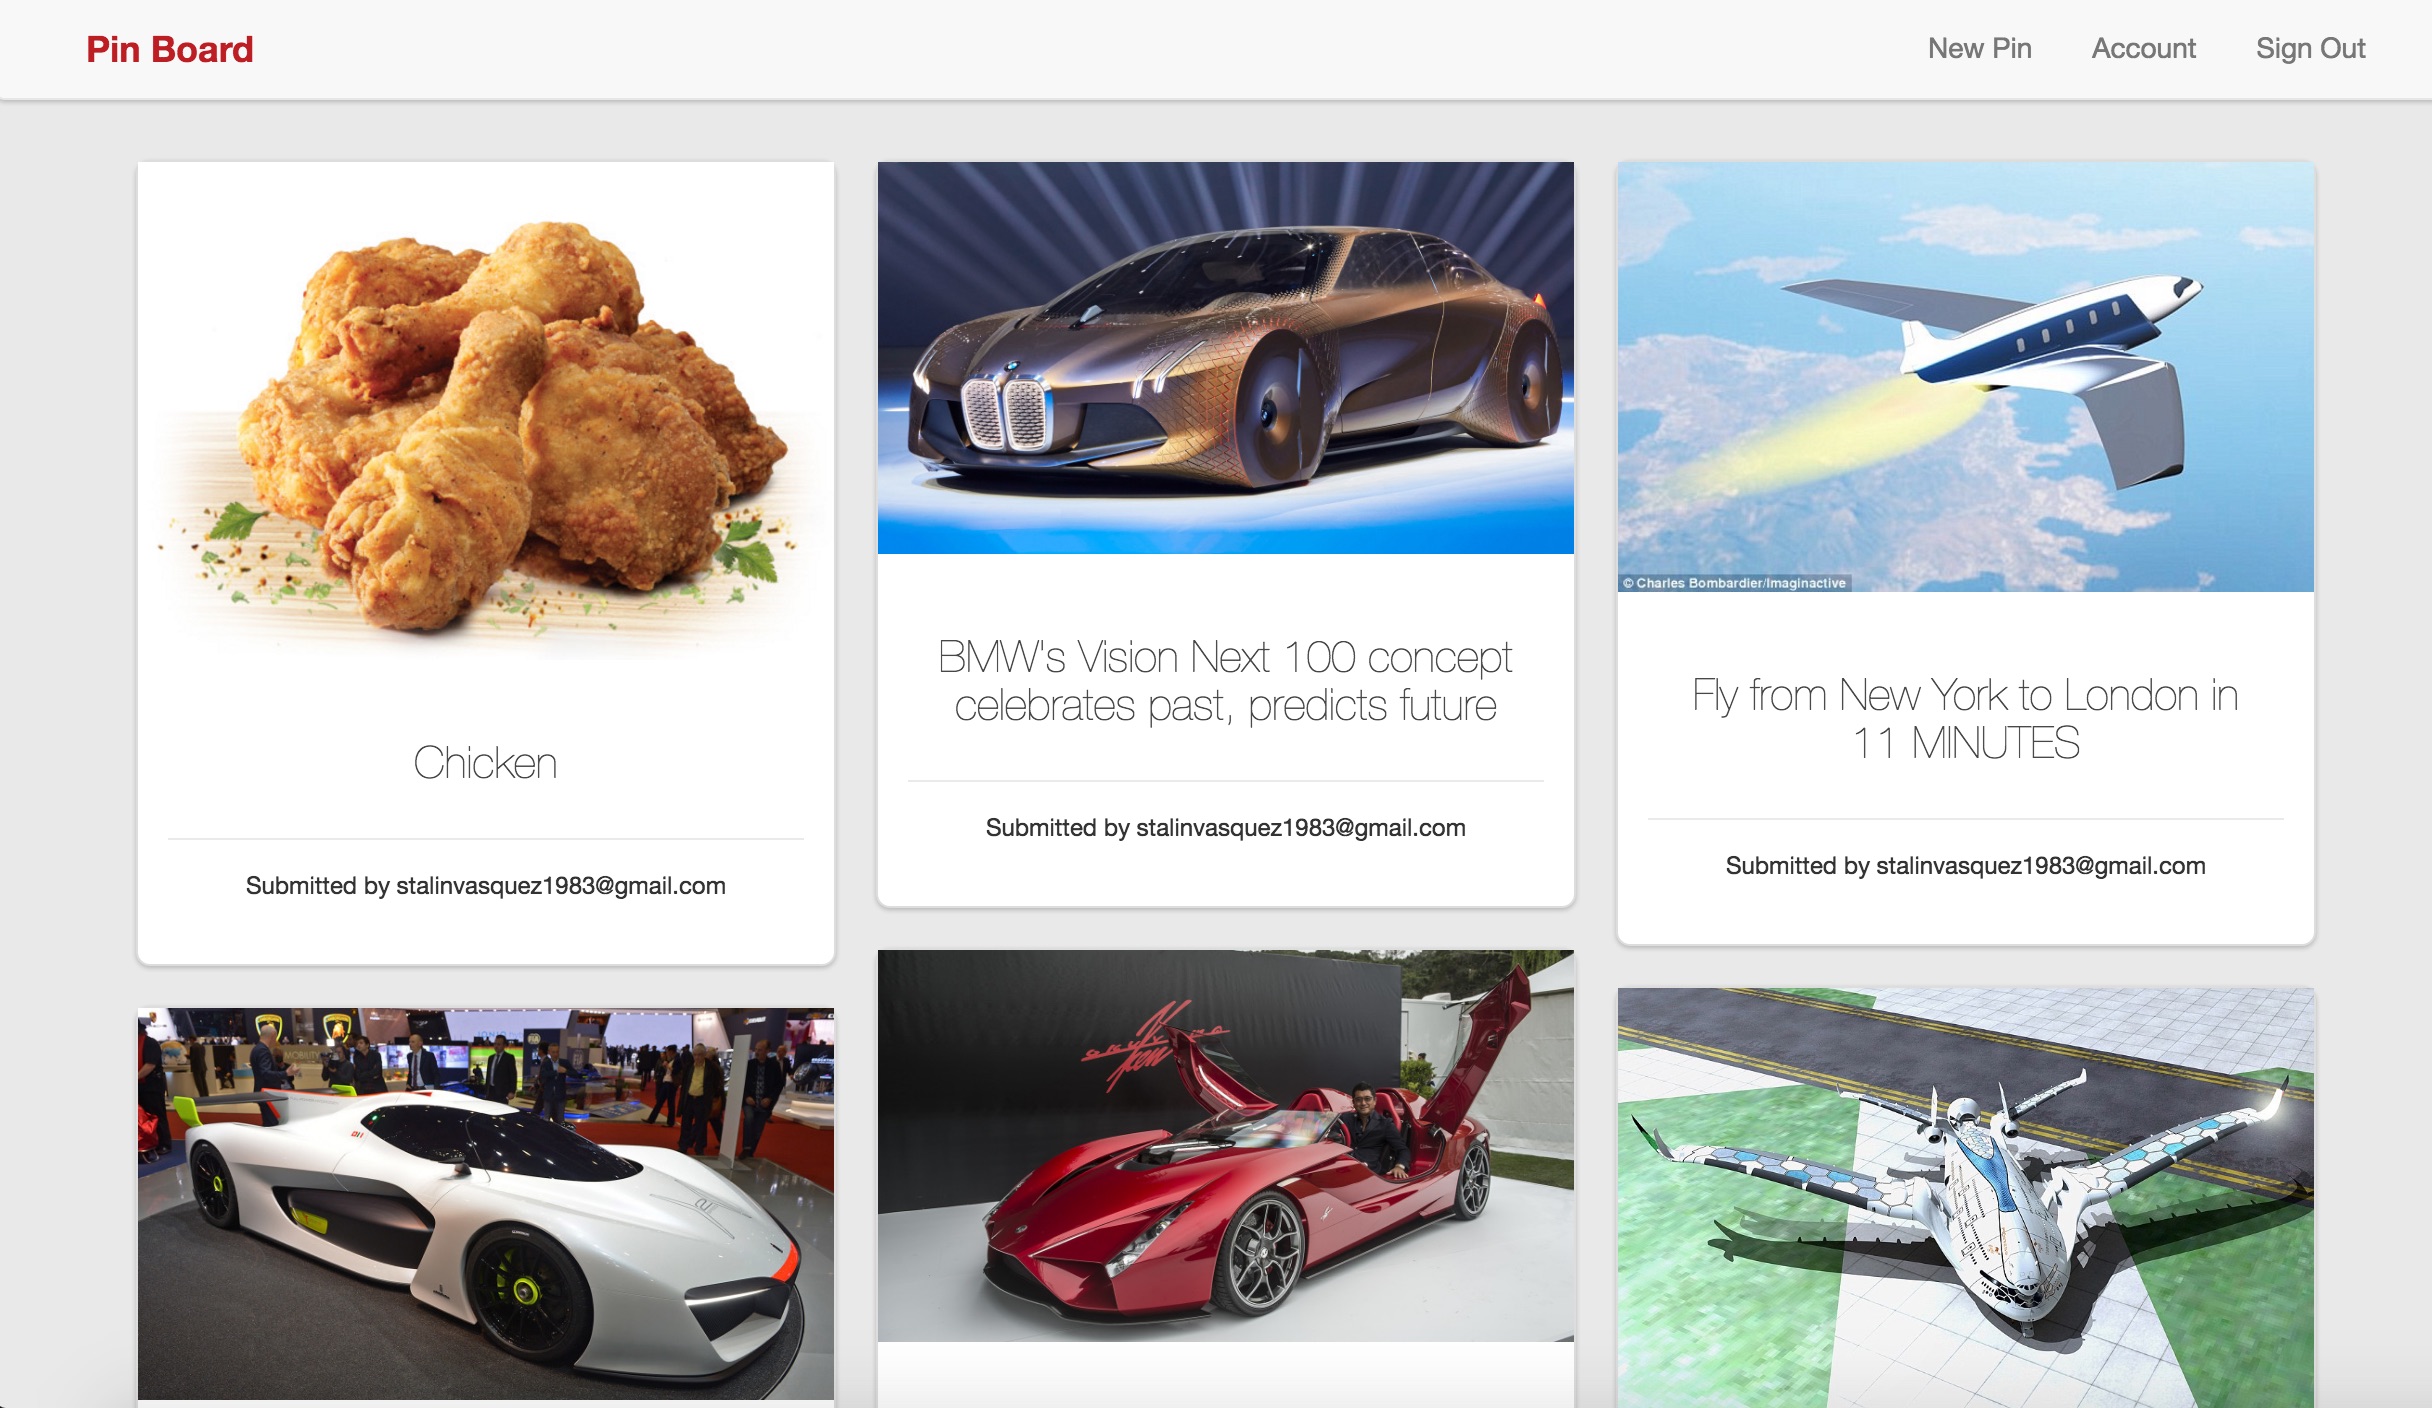 Pin Board
New Pin
Account
Sign Out
Chicken
Submitted by stalinvasquez1983@gmail.com
BMW's Vision Next 100 concept
celebrates past, predicts future
Submitted by stalinvasquez1983@gmail.com
© Charles Bombardier/Imaginactive
Fly from New York to London in
11 MINUTES
Submitted by stalinvasquez1983@gmail.com